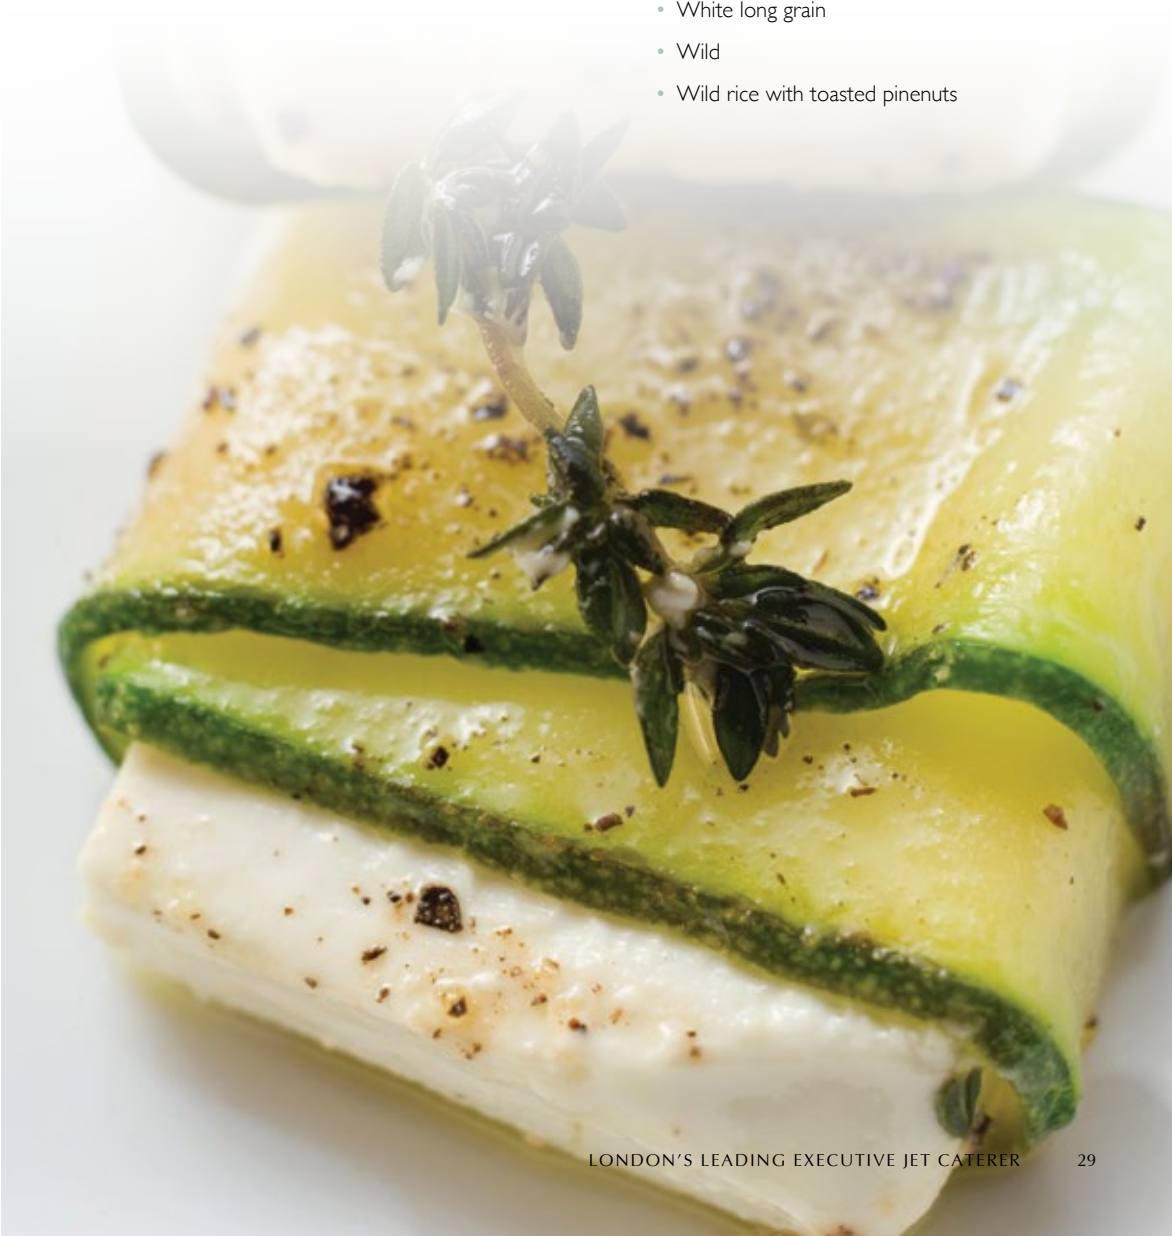 • White long grain
• Wild
• Wild rice with toasted pinenuts
LONDON'S LEADING EXECUTIVE JET CATERER 29